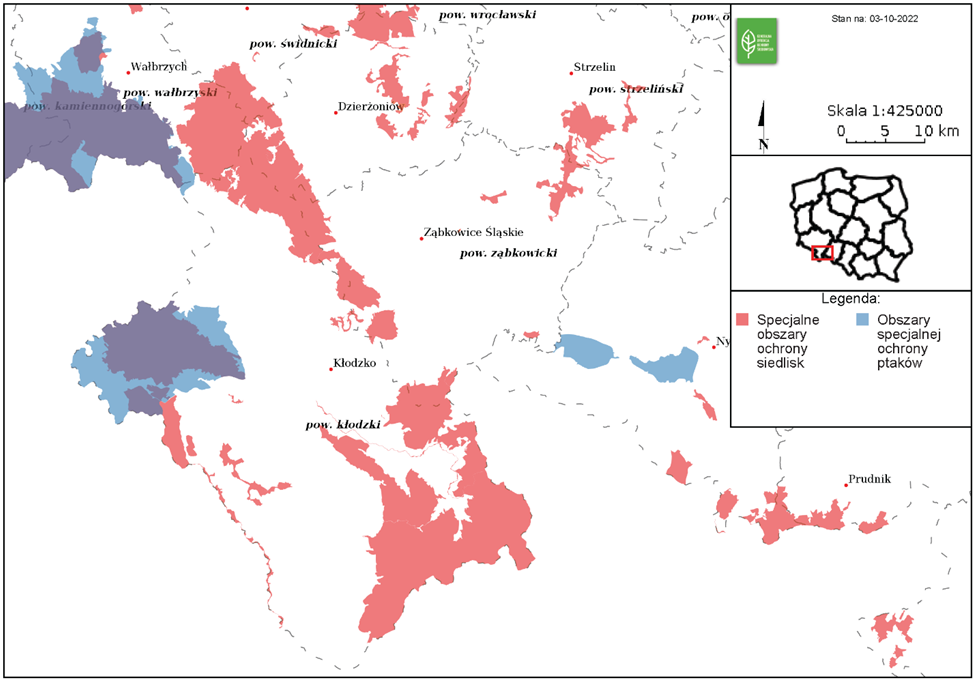 pow. wrocławski
pow. świdnicki
Wałbrzych
pow. wałbrzyski
pow. kamiennogórski
Dzierżoniów
Strzelin
pow. strzeliński
Ząbkowice Śląskie
pow. ząbkowicki
Kłodzko
pow. kłodzki
Ny
Prudnik
pow. o
Stan na: 03-10-2022
Skala 1:425000
0 5 10 km
N
Legenda:
Specjalne
obszary
ochrony
siedlisk
Obszary
specjalnej
ochrony
ptaków